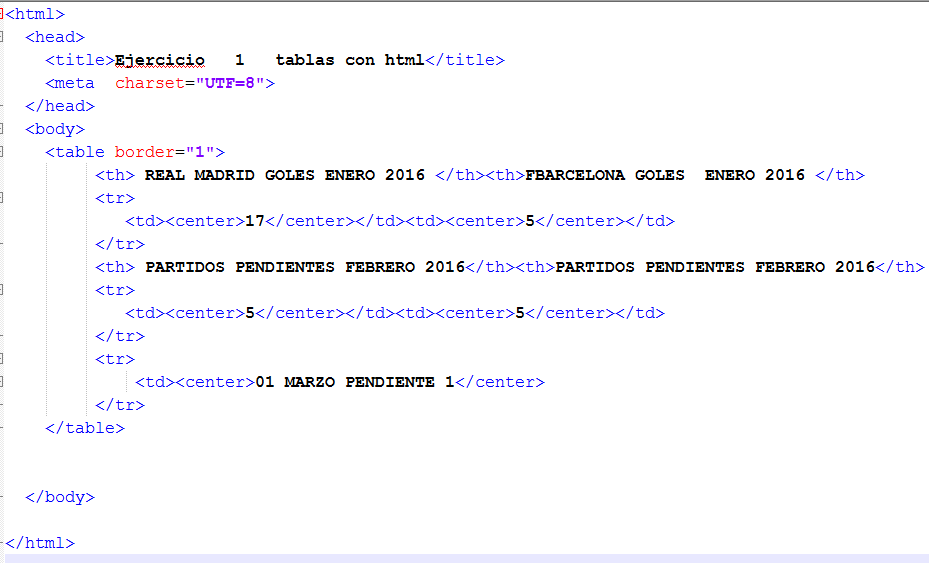 <html>
<head>
<title>Ejercicio   1   tablas con html</title>
<meta  charset="UTF=8">
</head>
<body>
<table border="1">
<th> REAL MADRID GOLES ENERO 2016 </th><th>FBARCELONA GOLES  ENERO 2016 </th>
<tr>
<td><center>17</center></td><td><center>5</center></td>
</tr>
<th> PARTIDOS PENDIENTES FEBRERO 2016</th><th>PARTIDOS PENDIENTES FEBRERO 2016</th>
<tr>
<td><center>5</center></td><td><center>5</center></td>
</tr>
<tr>
<td><center>01 MARZO PENDIENTE 1</center>
</tr>
</table>
</body>
</html>